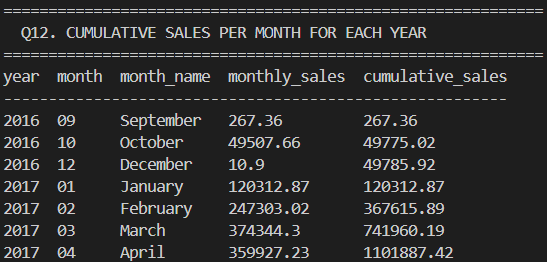 ============================================================
Q12. CUMULATIVE SALES PER MONTH FOR EACH YEAR
============================================================
year month month_name monthly_sales cumulative_sales
--------------------------------------------------------
2016 09 September 267.36 267.36
2016 10 October 49507.66 49775.02
2016 12 December 10.9 49785.92
2017 01 January 120312.87 120312.87
2017 02 February 247303.02 367615.89
2017 03 March 374344.3 741960.19
2017 04 April 359927.23 1101887.42